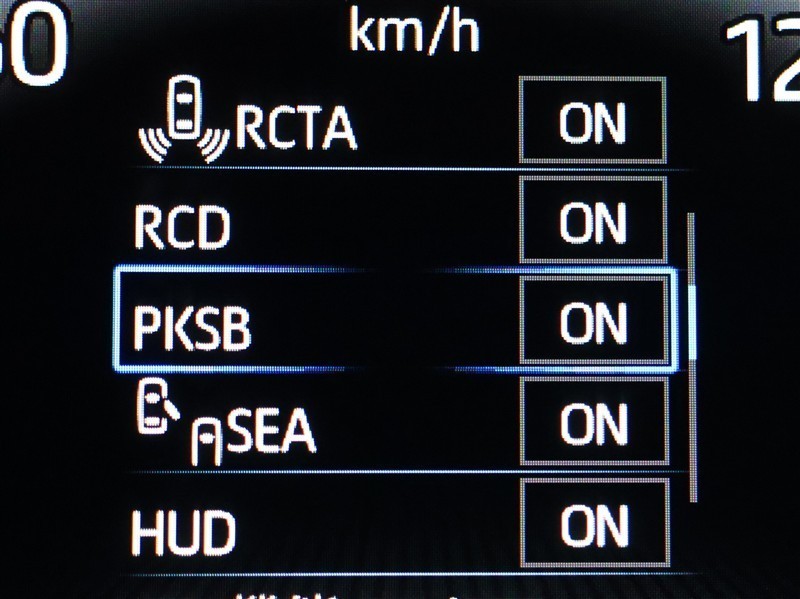 km/h
RCTA ON
RCD ON
PKSB ON
SEA ON
HUD ON